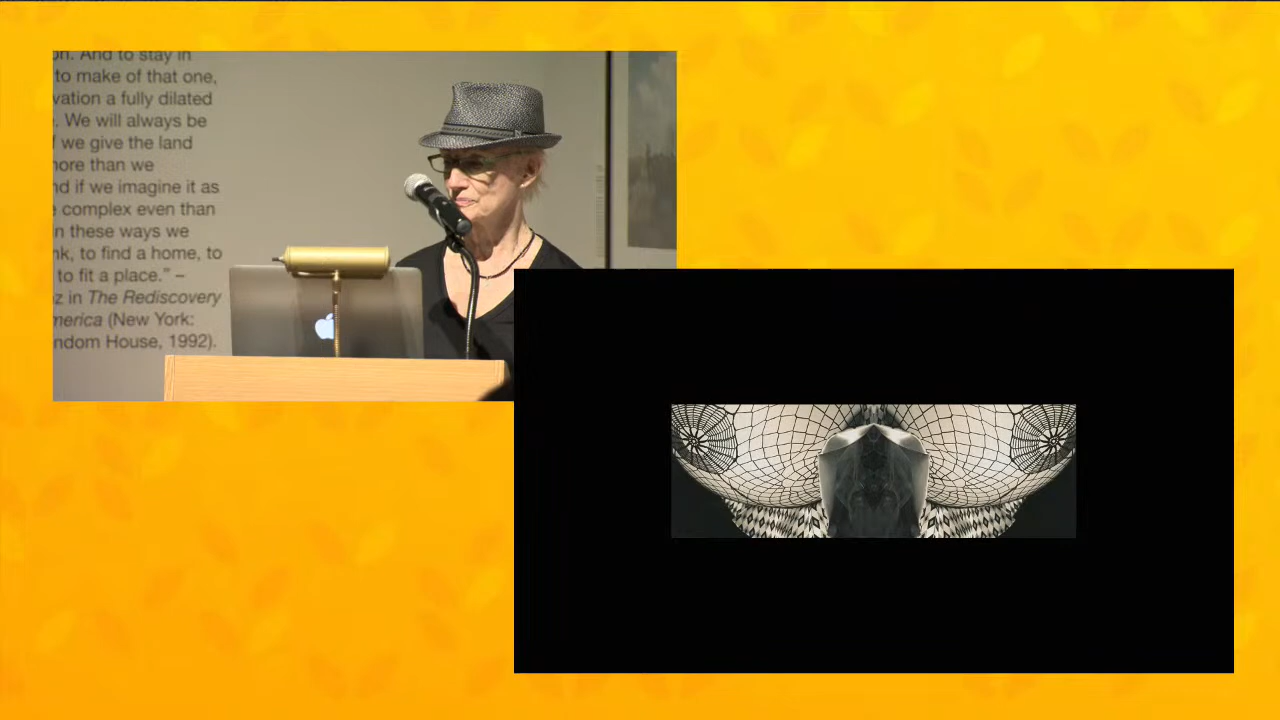 on. And to stay in
to make of that one,
vation a fully dilated
. We will always be
f we give the land
nore than we
nd if we imagine it as
e complex even than
n these ways we
nk, to find a home, to
to fit a place.” –
z in The Rediscovery
merica (New York:
ndom House, 1992).